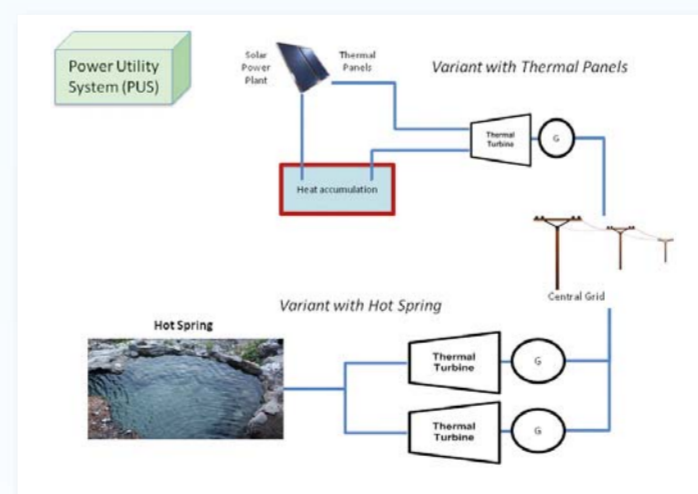 Power Utility
System (PUS)
Solar
Power
Plant
Thermal
Panels
Variant with Thermal Panels
Thermal
Turbine
G
Heat accumulation
Central Grid
Variant with Hot Spring
Hot Spring
Thermal
Turbine
G
Thermal
Turbine
G